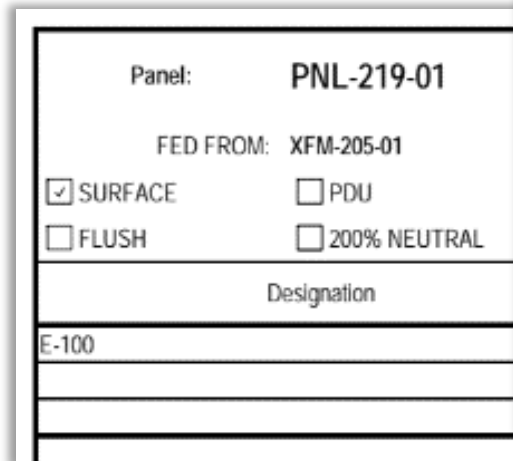 Panel: PNL-219-01
FED FROM: XFM-205-01
SURFACE PDU
FLUSH 200% NEUTRAL
Designation
E-100